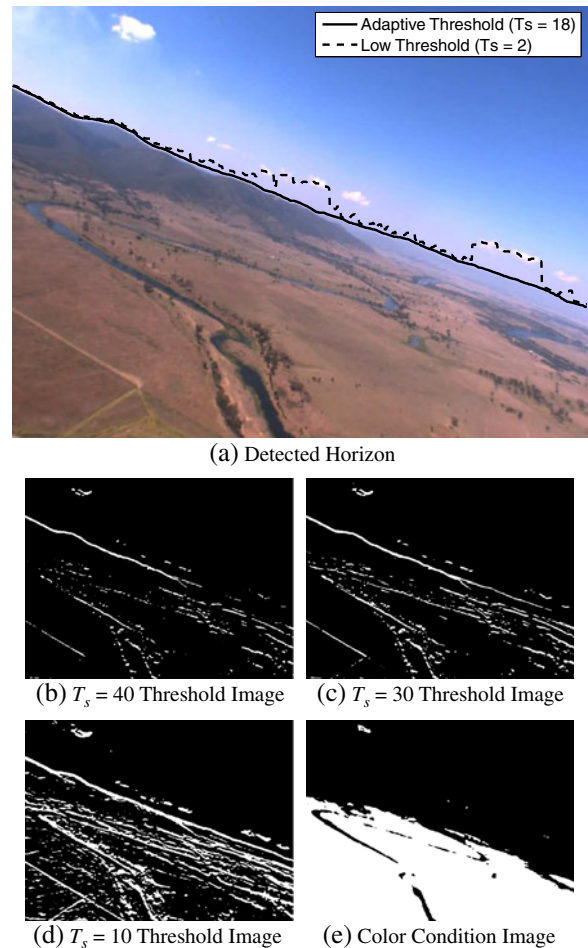 Adaptive Threshold (Ts = 18)
Low Threshold (Ts = 2)
(a) Detected Horizon
(b) Tₛ = 40 Threshold Image
(c) Tₛ = 30 Threshold Image
(d) Tₛ = 10 Threshold Image
(e) Color Condition Image